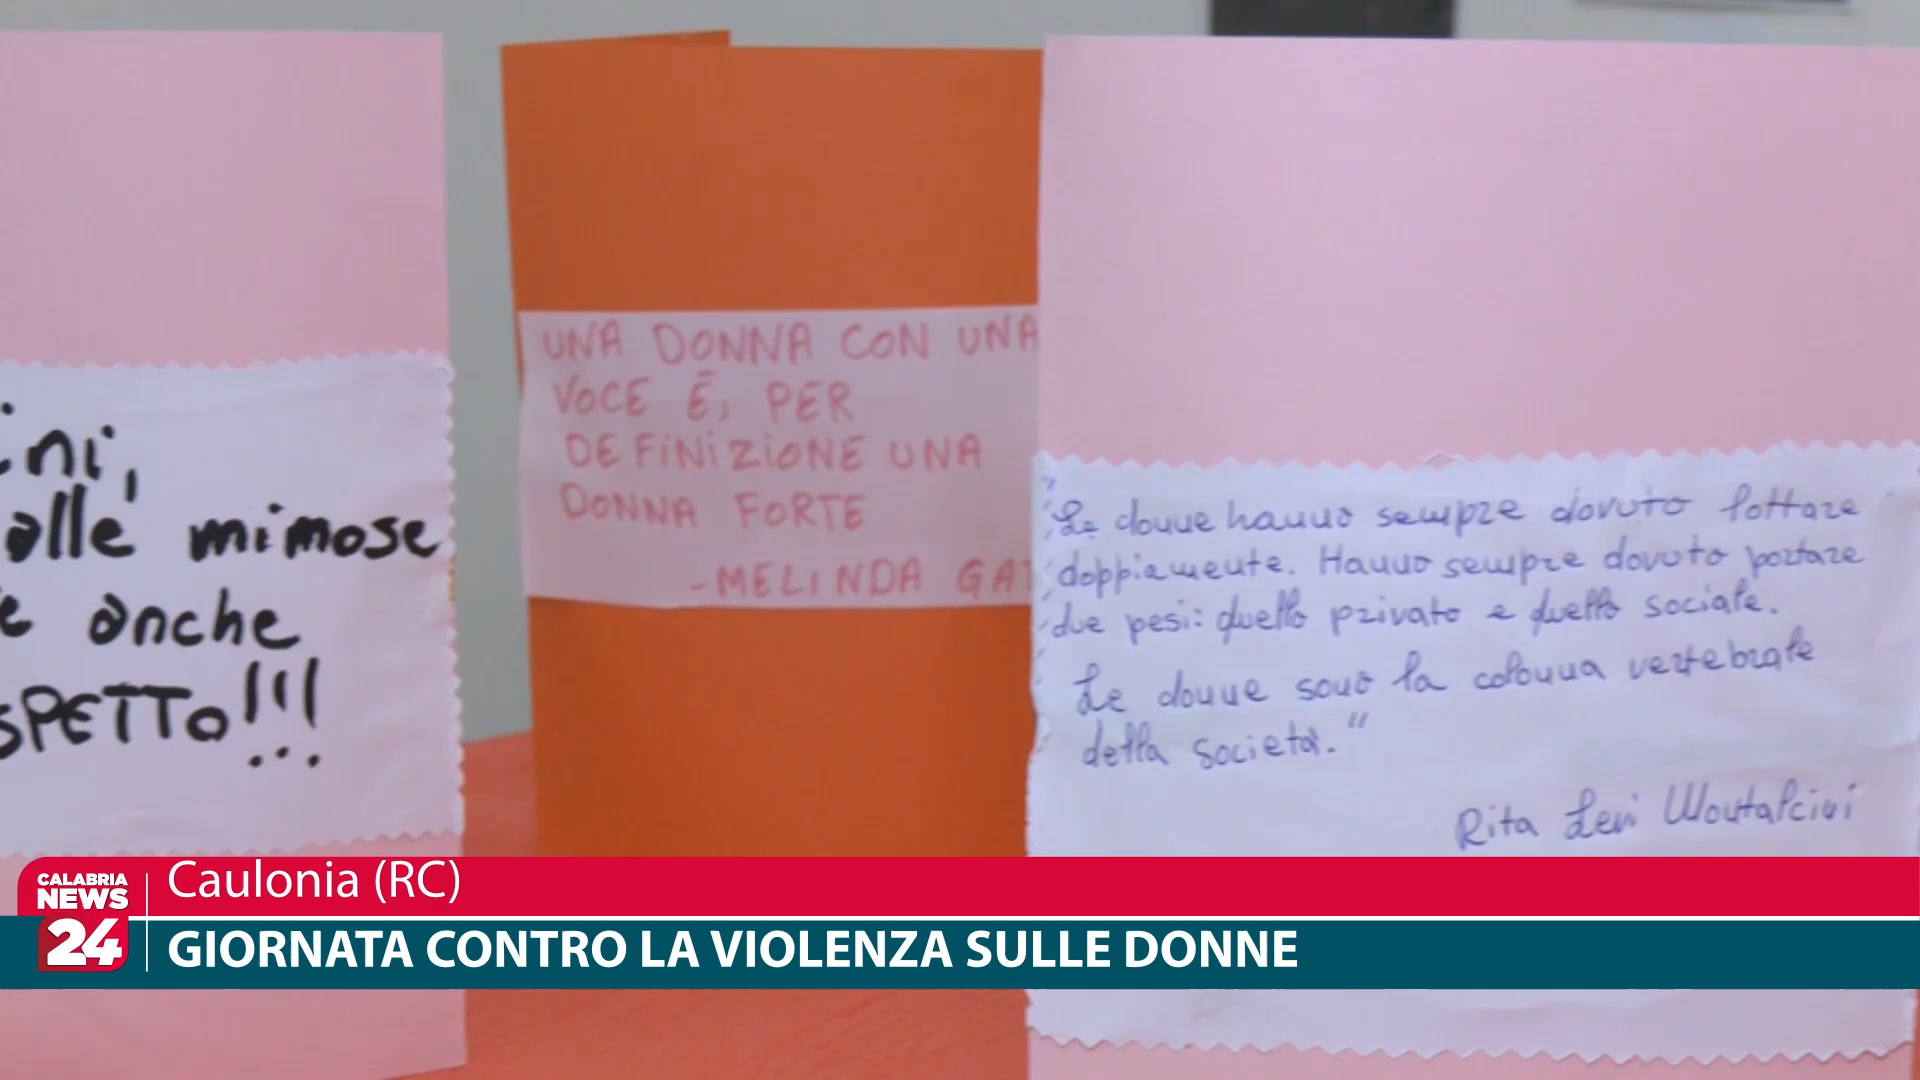 ini,
alle mimose
e anche
SPETTO!!!
UNA DONNA CON UNA
VOCE È, PER
DEFINIZIONE UNA
DONNA FORTE
-MELINDA GAT
"Le donne hanno sempre dovuto lottare
doppiamente. Hanno sempre dovuto portare
due pesi: quello privato e quello sociale.
Le donne sono la colonna vertebrale
della società."
Rita Levi Montalcini
Caulonia (RC)
CALABRIA
NEWS
24
GIORNATA CONTRO LA VIOLENZA SULLE DONNE